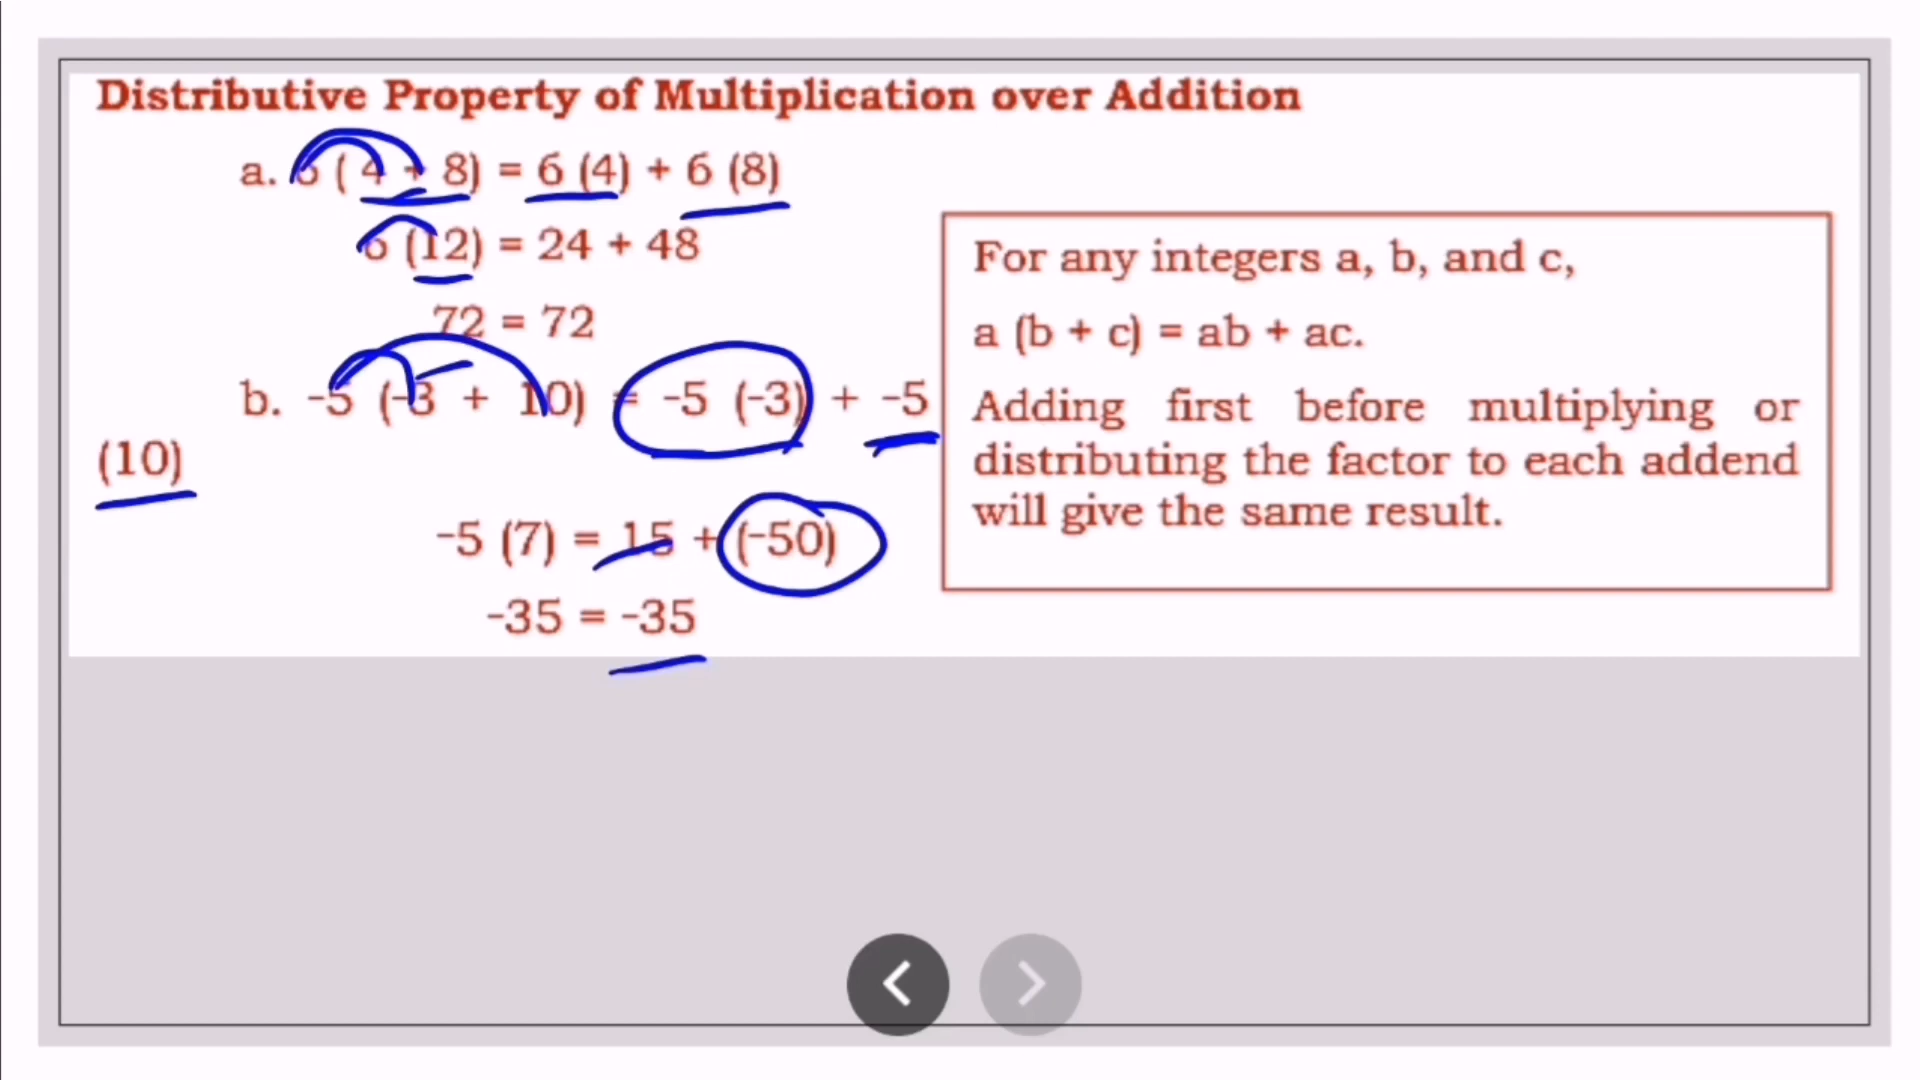 Distributive Property of Multiplication over Addition
a. 6 ( 4 + 8) = 6 (4) + 6 (8)
6 (12) = 24 + 48
72 = 72
b. -5 (-3 + 10) = -5 (-3) + -5
(10)
-5 (7) = 15 + (-50)
-35 = -35
For any integers a, b, and c,
a (b + c) = ab + ac.
Adding first before multiplying or
distributing the factor to each addend
will give the same result.